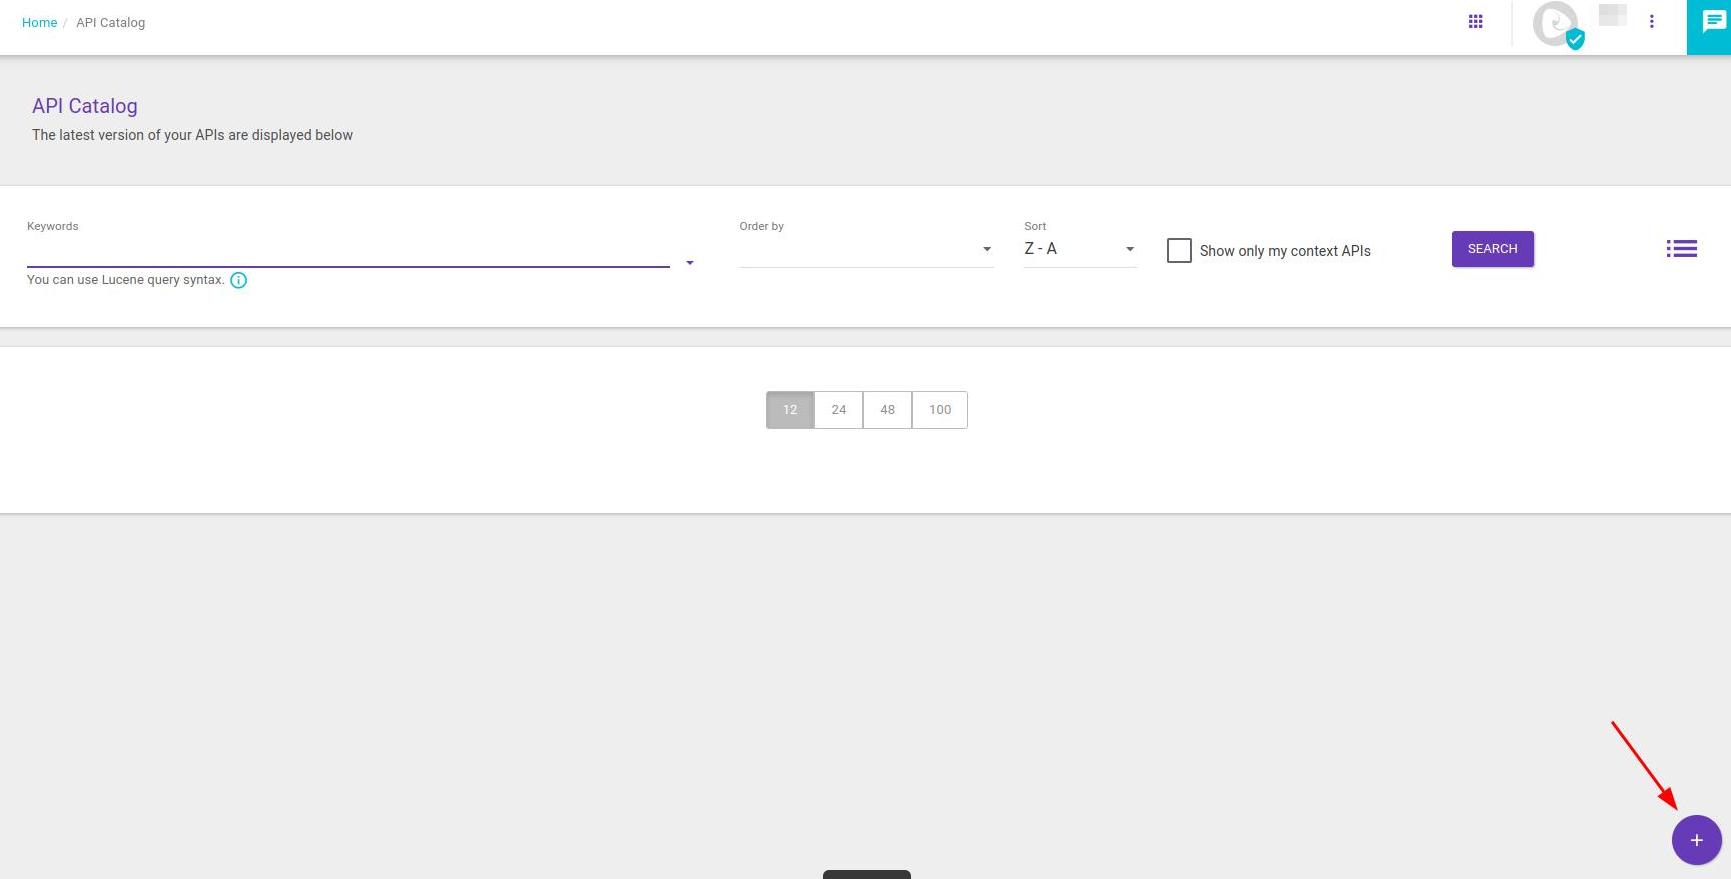 Home / API Catalog
API Catalog
The latest version of your APIs are displayed below
Keywords
Order by
Sort
Z - A
Show only my context APIs
SEARCH
You can use Lucene query syntax.
12 24 48 100